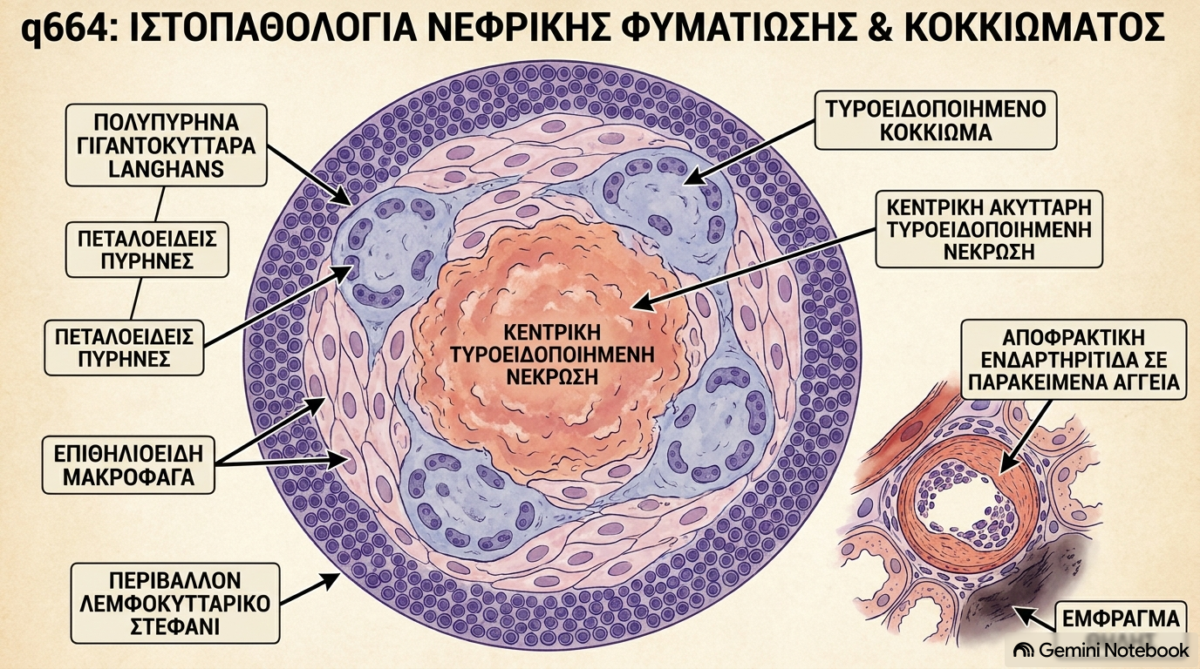 q664: ΙΣΤΟΠΑΘΟΛΟΓΙΑ ΝΕΦΡΙΚΗΣ ΦΥΜΑΤΙΩΣΗΣ & ΚΟΚΚΙΩΜΑΤΟΣ
ΠΟΛΥΠΥΡΗΝΑ
ΓΙΓΑΝΤΟΚΥΤΤΑΡΑ
LANGHANS
ΠΕΤΑΛΟΕΙΔΕΙΣ
ΠΥΡΗΝΕΣ
ΠΕΤΑΛΟΕΙΔΕΙΣ
ΠΥΡΗΝΕΣ
ΕΠΙΘΗΛΙΟΕΙΔΗ
ΜΑΚΡΟΦΑΓΑ
ΠΕΡΙΒΑΛΛΟΝ
ΛΕΜΦΟΚΥΤΤΑΡΙΚΟ
ΣΤΕΦΑΝΙ
ΚΕΝΤΡΙΚΗ
ΤΥΡΟΕΙΔΟΠΟΙΗΜΕΝΗ
ΝΕΚΡΩΣΗ
ΤΥΡΟΕΙΔΟΠΟΙΗΜΕΝΟ
ΚΟΚΚΙΩΜΑ
ΚΕΝΤΡΙΚΗ ΑΚΥΤΤΑΡΗ
ΤΥΡΟΕΙΔΟΠΟΙΗΜΕΝΗ
ΝΕΚΡΩΣΗ
ΑΠΟΦΡΑΚΤΙΚΗ
ΕΝΔΑΡΤΗΡΙΤΙΔΑ ΣΕ
ΠΑΡΑΚΕΙΜΕΝΑ ΑΓΓΕΙΑ
ΕΜΦΡΑΓΜΑ
Gemini Notebook